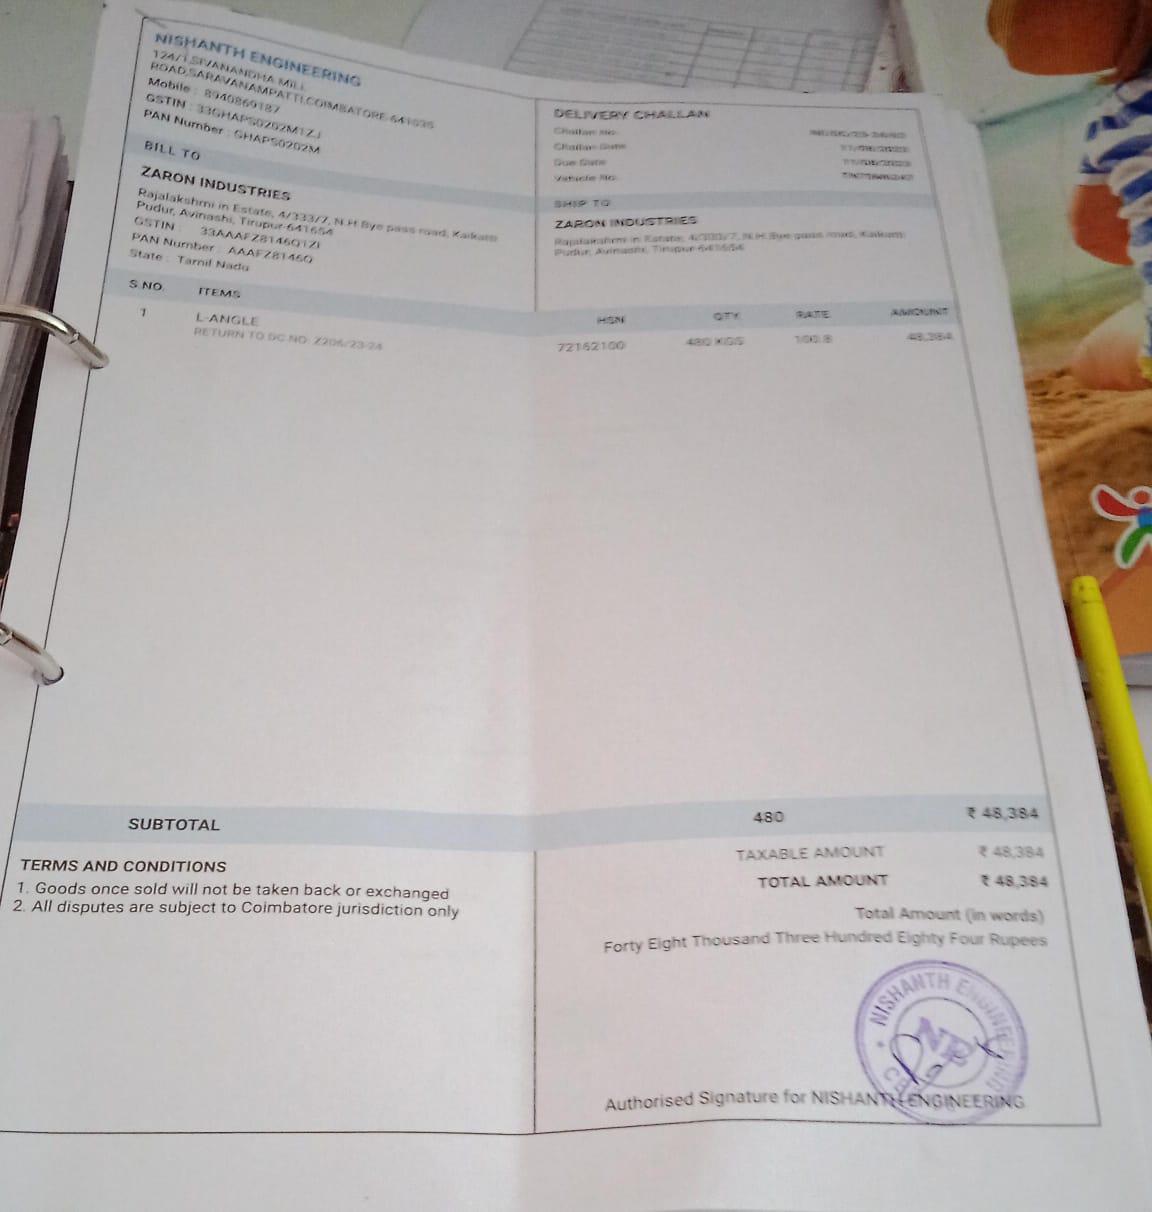 NISHANTH ENGINEERING
124/1,SIVANANDHA MILL
ROAD,SARAVANAMPATTI,COIMBATORE-641035
Mobile : 8940869187
GSTIN : 33GHAPS0202M1ZJ
PAN Number : GHAPS0202M
DELIVERY CHALLAN
Challan No.
Challan Date
Due Date
Vehicle No.
BILL TO
ZARON INDUSTRIES
Rajalakshmi in Estate, 4/333/7, N.H.Bye pass road, Kaikatti
Pudur, Avinashi, Tirupur-641654
GSTIN : 33AAAFZ8146Q1ZI
PAN Number : AAAFZ8146Q
State : Tamil Nadu
SHIP TO
ZARON INDUSTRIES
Rajalakshmi in Estate, 4/333/7, N.H.Bye pass road, Kaikatti
Pudur, Avinashi, Tirupur-641654
S.NO. ITEMS HSN QTY. RATE AMOUNT
1 L-ANGLE 72162100 480 KGS 100.8 48,384
RETURN TO DC.NO: Z206/23-24
SUBTOTAL 480 ₹ 48,384
TERMS AND CONDITIONS
1. Goods once sold will not be taken back or exchanged
2. All disputes are subject to Coimbatore jurisdiction only
TAXABLE AMOUNT ₹ 48,384
TOTAL AMOUNT ₹ 48,384
Total Amount (in words)
Forty Eight Thousand Three Hundred Eighty Four Rupees
NISHANTH ENGINEERING
Authorised Signature for NISHANTH ENGINEERING